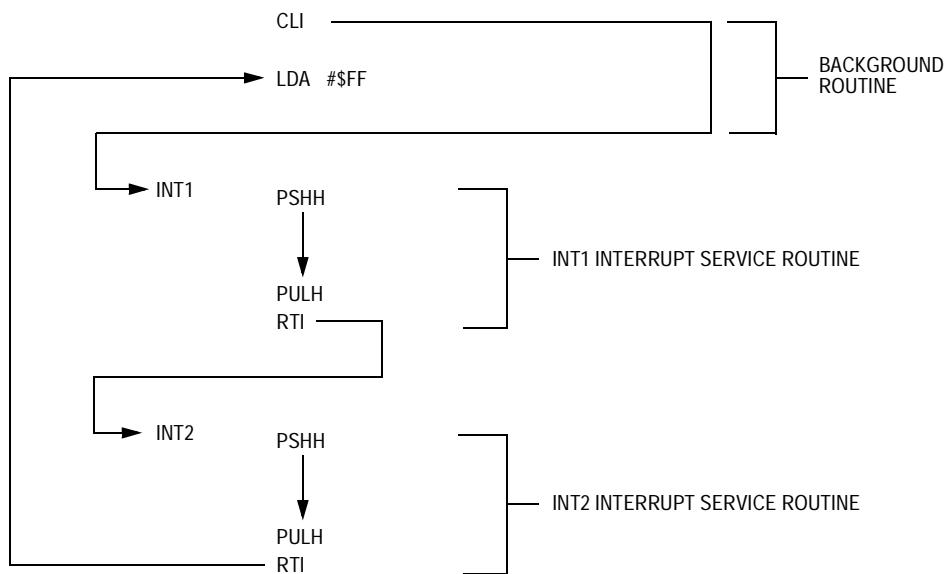 CLI
LDA #$FF
BACKGROUND
ROUTINE
INT1
PSHH
INT1 INTERRUPT SERVICE ROUTINE
PULH
RTI
INT2
PSHH
INT2 INTERRUPT SERVICE ROUTINE
PULH
RTI